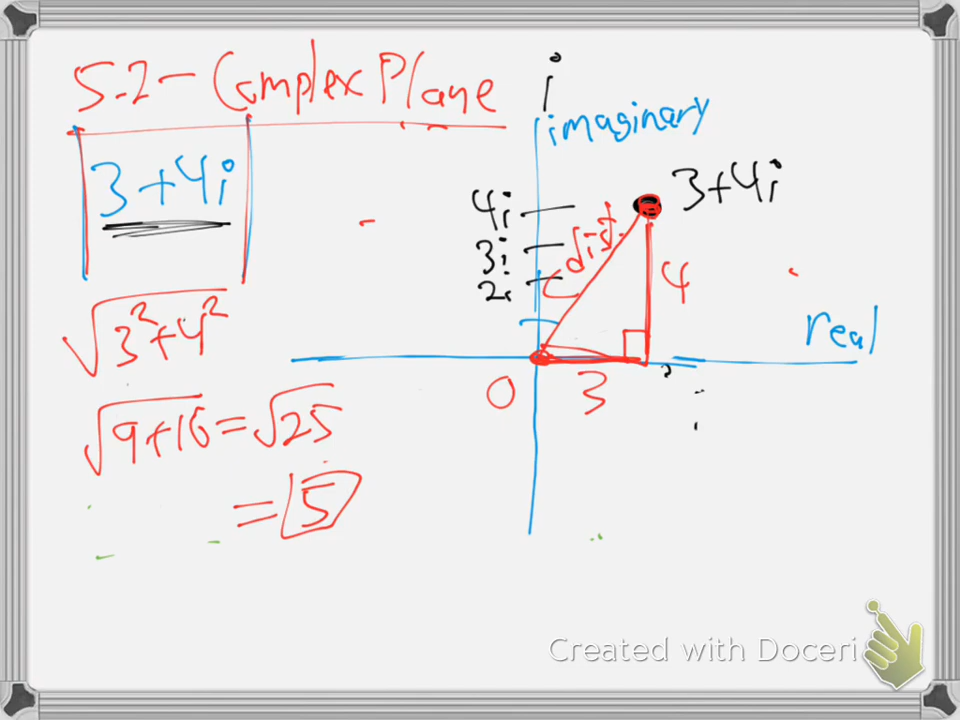 5.2 - Complex Plane
|3+4i|
√3²+4²
√9+16 = √25
= 5
i
imaginary
4i
3i
2i
3+4i
dist.
4
real
0
3
Created with Doceri